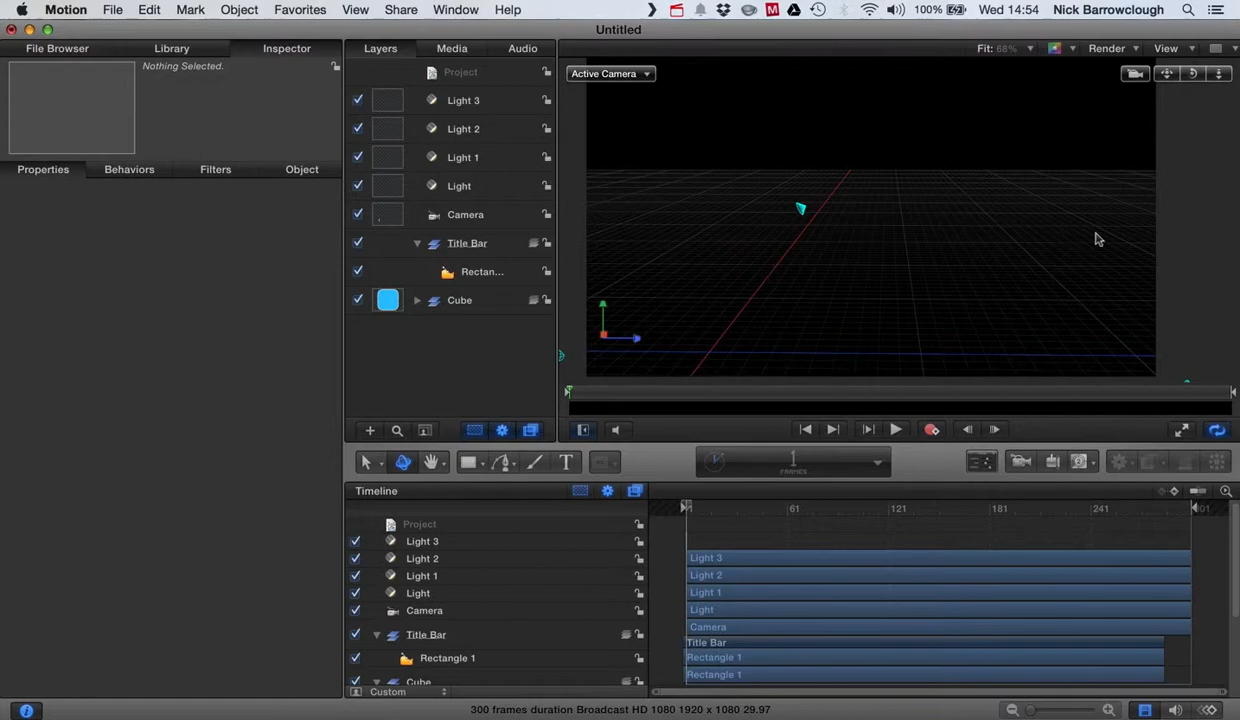 Motion File Edit Mark Object Favorites View Share Window Help 100% Wed 14:54 Nick Barrowclough
Untitled
File Browser Library Inspector Layers Media Audio Fit: 68% Render View
Nothing Selected.
Project
Active Camera
Light 3
Light 2
Light 1
Properties Behaviors Filters Object
Light
Camera
Title Bar
Rectan...
Cube
1
FRAMES
T
Timeline
1 61 121 181 241 301
Project
Light 3 Light 3
Light 2 Light 2
Light 1 Light 1
Light Light
Camera Camera
Title Bar Title Bar
Rectangle 1 Rectangle 1
Cube Rectangle 1
Custom
300 frames duration Broadcast HD 1080 1920 x 1080 29.97